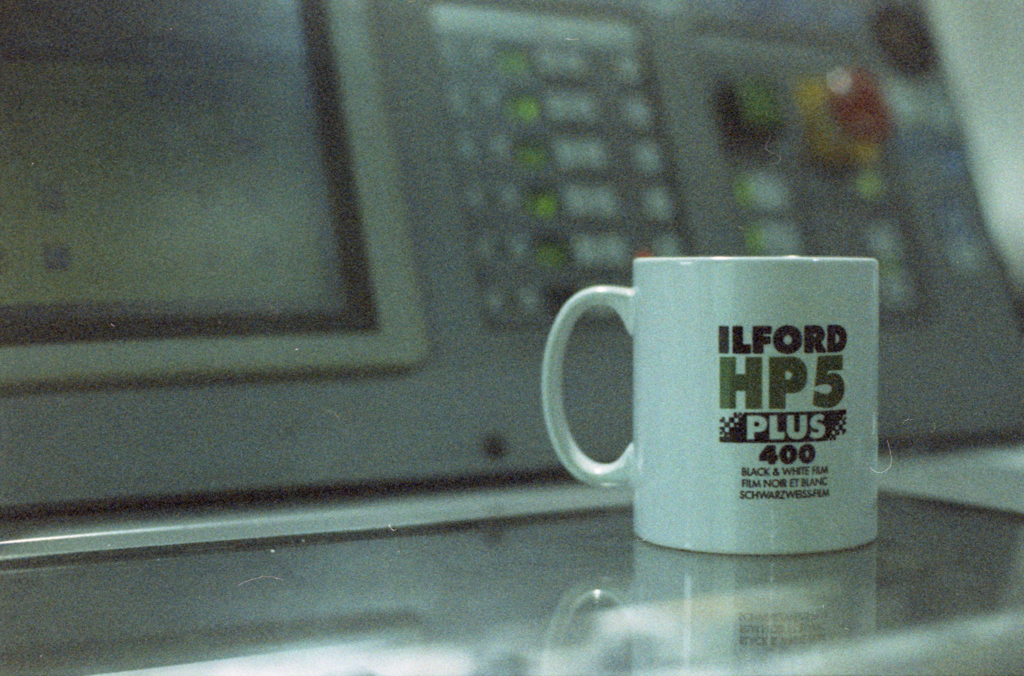 ILFORD
HP5
PLUS
400
BLACK & WHITE FILM
FILM NOIR ET BLANC
SCHWARZWEISS-FILM